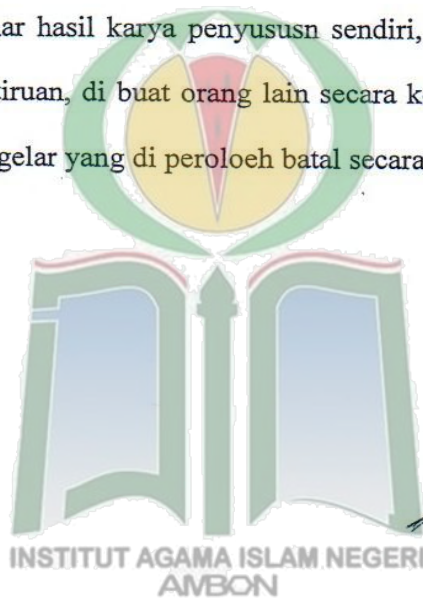 ar hasil karya penyususn sendiri,
iruan, di buat orang lain secara k
gelar yang di peroloeh batal secara
INSTITUT AGAMA ISLAM NEGERI
AMBON